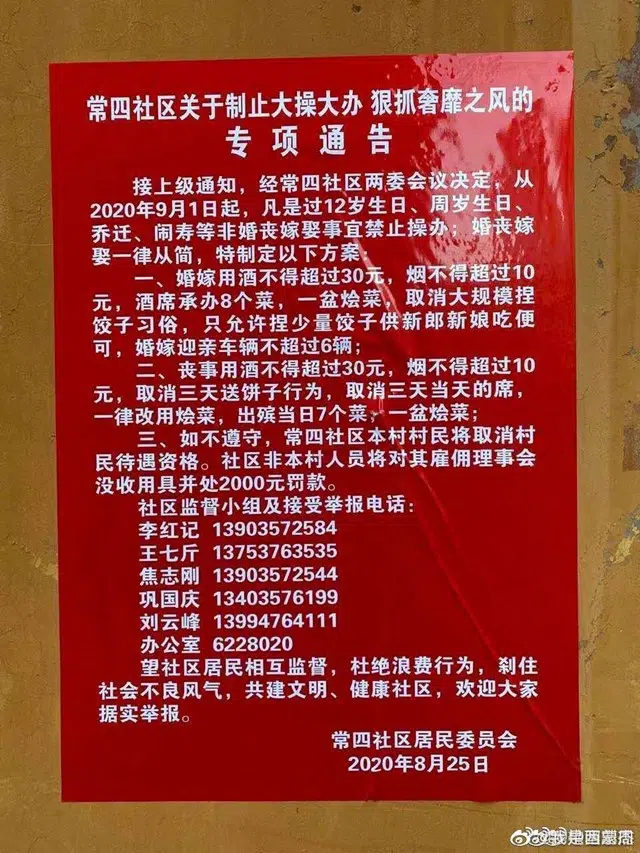 常四社区关于制止大操大办 狠抓奢靡之风的
专项通告
接上级通知，经常四社区两委会议决定，从
2020年9月1日起，凡是过12岁生日、周岁生日、
乔迁、闹寿等非婚丧嫁娶事宜禁止操办；婚丧嫁
娶一律从简，特制定以下方案：
一、婚嫁用酒不得超过30元，烟不得超过10
元，酒席承办8个菜，一盆烩菜，取消大规模捏
饺子习俗，只允许捏少量饺子供新郎新娘吃便
可，婚嫁迎亲车辆不超过6辆；
二、丧事用酒不得超过30元，烟不得超过10
元，取消三天送饼子行为，取消三天当天的席，
一律改用烩菜，出殡当日7个菜，一盆烩菜；
三、如不遵守，常四社区本村村民将取消村
民待遇资格。社区非本村人员将对其雇佣理事会
没收用具并处2000元罚款。
社区监督小组及接受举报电话：
李红记 13903572584
王七斤 13753763535
焦志刚 13903572544
巩国庆 13403576199
刘云峰 13994764111
办公室 6228020
望社区居民相互监督，杜绝浪费行为，刹住
社会不良风气，共建文明、健康社区，欢迎大家
据实举报。
常四社区居民委员会
2020年8月25日